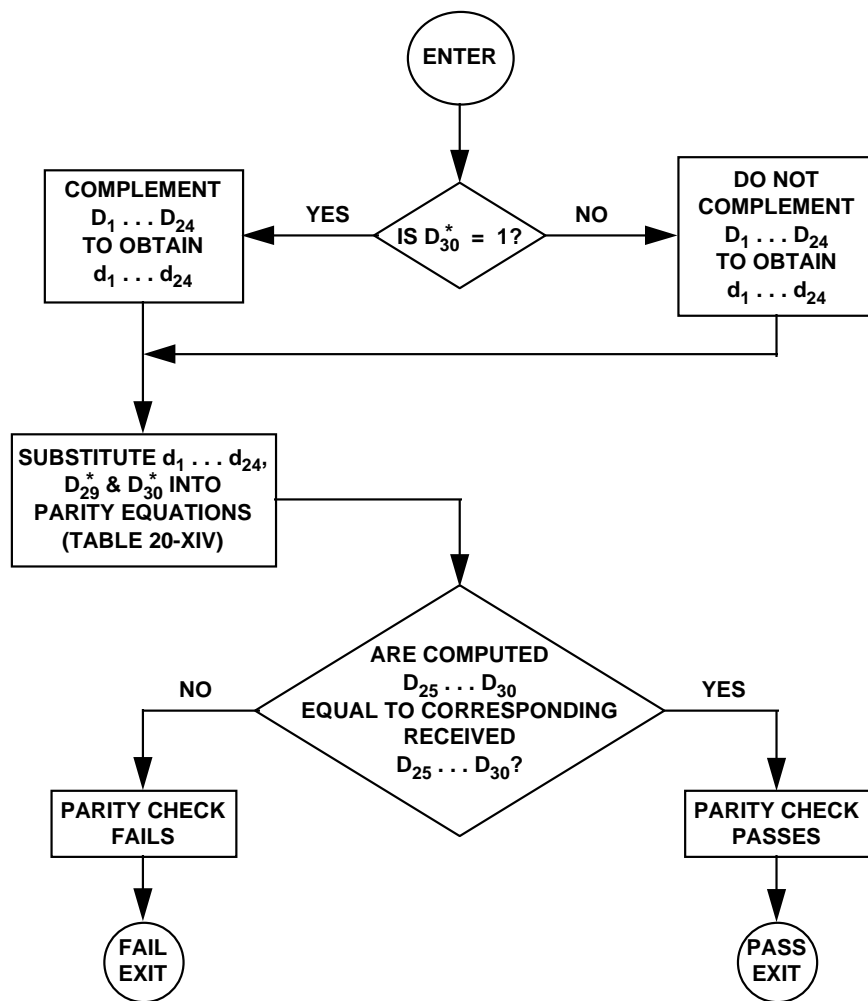 ENTER
COMPLEMENT
D₁ . . . D₂₄
TO OBTAIN
d₁ . . . d₂₄
YES
IS D*₃₀ = 1?
NO
DO NOT
COMPLEMENT
D₁ . . . D₂₄
TO OBTAIN
d₁ . . . d₂₄
SUBSTITUTE d₁ . . . d₂₄,
D*₂₉ & D*₃₀ INTO
PARITY EQUATIONS
(TABLE 20-XIV)
ARE COMPUTED
D₂₅ . . . D₃₀
EQUAL TO CORRESPONDING
RECEIVED
D₂₅ . . . D₃₀?
NO
YES
PARITY CHECK
FAILS
PARITY CHECK
PASSES
FAIL
EXIT
PASS
EXIT